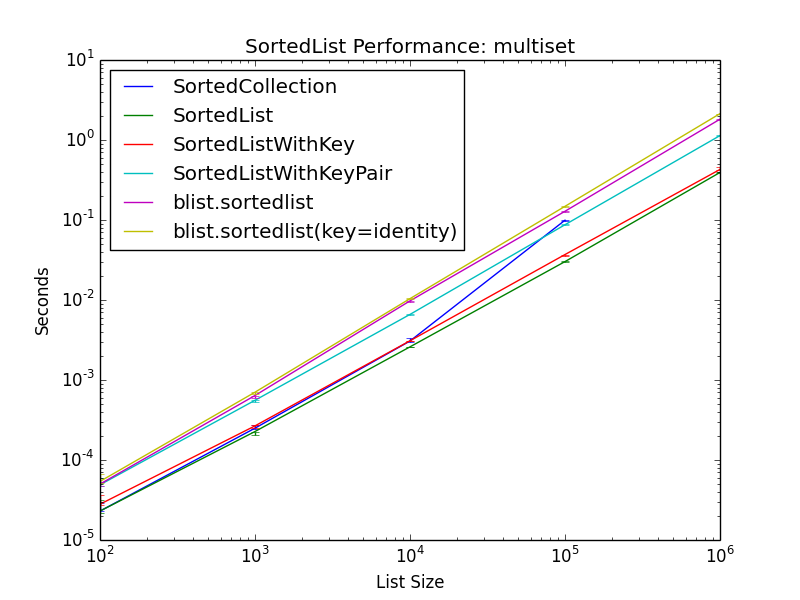 SortedList Performance: multiset
10^1
10^0
10^-1
10^-2
10^-3
10^-4
10^-5
Seconds
SortedCollection
SortedList
SortedListWithKey
SortedListWithKeyPair
blist.sortedlist
blist.sortedlist(key=identity)
10^2 10^3 10^4 10^5 10^6
List Size